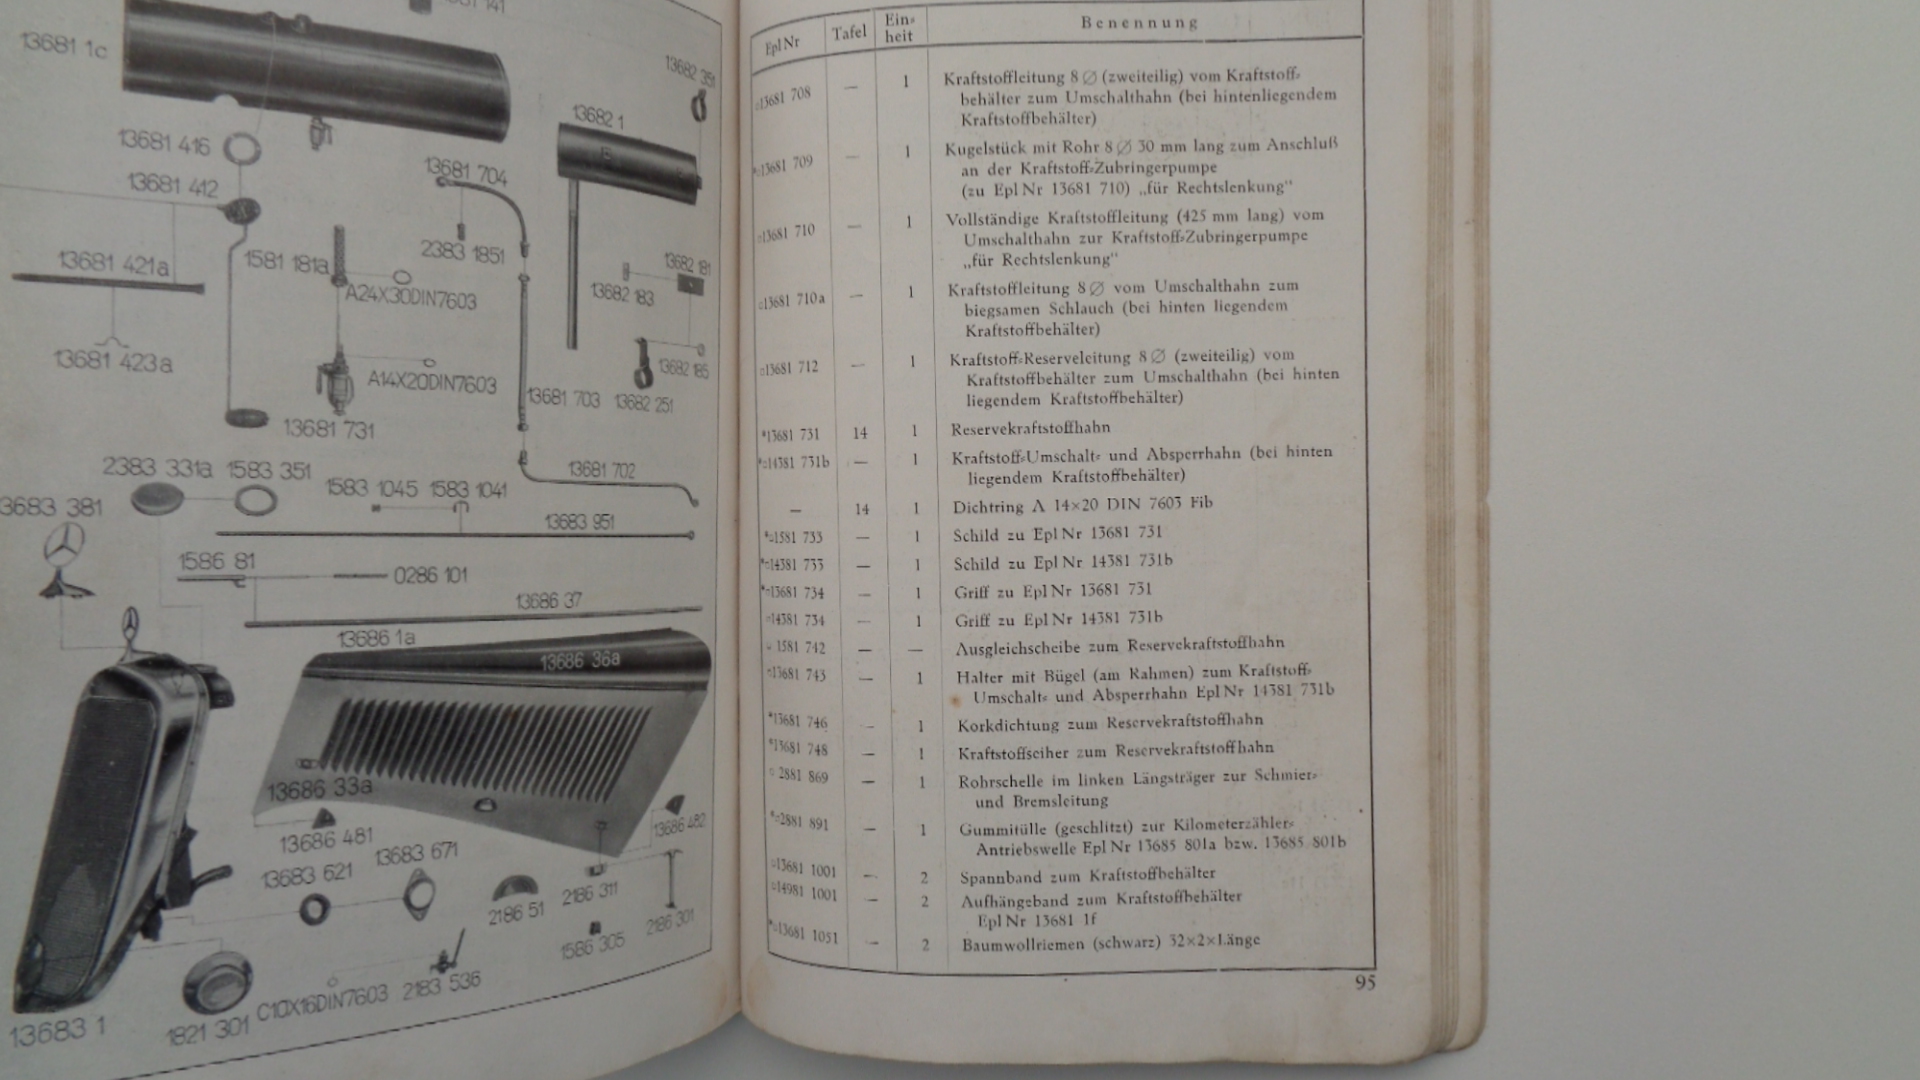 13681 1c
13682 351
13682 1
13681 416
13681 704
13681 412
2383 1851
13681 421a
1581 181a
A24X30DIN7603
13682 181
13682 183
13681 423a
A14X20DIN7603
13682 185
13681 703
13682 251
13681 731
2383 331a
1583 351
13681 702
1583 1045
1583 1041
3683 381
13683 951
1586 81
0286 101
13686 37
13686 1a
13686 36a
13686 33a
13686 481
13686 482
13683 671
13683 621
2186 51
2186 311
2186 301
1586 305
C10X16DIN7603
2183 536
13683 1
1821 301
Epl Nr Tafel Ein= heit Benennung
13681 708 — 1 Kraftstoffleitung 8 ∅ (zweiteilig) vom Kraftstoff=
behälter zum Umschalthahn (bei hintenliegendem
Kraftstoffbehälter)
*○13681 709 — 1 Kugelstück mit Rohr 8 ∅ 30 mm lang zum Anschluß
an der Kraftstoff=Zubringerpumpe
(zu Epl Nr 13681 710) „für Rechtslenkung“
○13681 710 — 1 Vollständige Kraftstoffleitung (425 mm lang) vom
Umschalthahn zur Kraftstoff=Zubringerpumpe
„für Rechtslenkung“
○13681 710a — 1 Kraftstoffleitung 8 ∅ vom Umschalthahn zum
biegsamen Schlauch (bei hinten liegendem
Kraftstoffbehälter)
○13681 712 — 1 Kraftstoff=Reserveleitung 8 ∅ (zweiteilig) vom
Kraftstoffbehälter zum Umschalthahn (bei hinten
liegendem Kraftstoffbehälter)
*13681 731 14 1 Reservekraftstoffhahn
*○14381 731b — 1 Kraftstoff=Umschalt= und Absperrhahn (bei hinten
liegendem Kraftstoffbehälter)
— 14 1 Dichtring A 14×20 DIN 7603 Fib
*○1581 733 — 1 Schild zu Epl Nr 13681 731
*○14381 733 — 1 Schild zu Epl Nr 14381 731b
*○13681 734 — 1 Griff zu Epl Nr 13681 731
○14381 734 — 1 Griff zu Epl Nr 14381 731b
○ 1581 742 — — Ausgleichscheibe zum Reservekraftstoffhahn
○13681 743 — 1 Halter mit Bügel (am Rahmen) zum Kraftstoff=
Umschalt= und Absperrhahn Epl Nr 14381 731b
*13681 746 — 1 Korkdichtung zum Reservekraftstoffhahn
*13681 748 — 1 Kraftstoffseiher zum Reservekraftstoffhahn
○ 2881 869 — 1 Rohrschelle im linken Längsträger zur Schmier=
und Bremsleitung
*○2881 891 — 1 Gummitülle (geschlitzt) zur Kilometerzähler=
Antriebswelle Epl Nr 13685 801a bzw. 13685 801b
○13681 1001 — 2 Spannband zum Kraftstoffbehälter
○14981 1001 — 2 Aufhängeband zum Kraftstoffbehälter
Epl Nr 13681 1f
*○13681 1051 — 2 Baumwollriemen (schwarz) 32×2×Länge
95